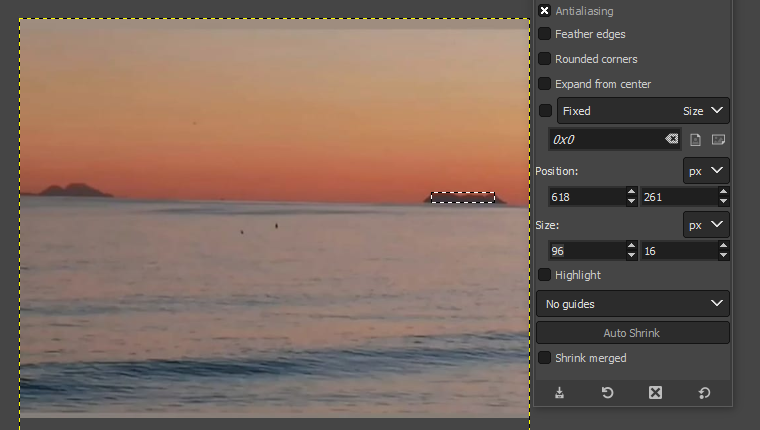 Antialiasing
Feather edges
Rounded corners
Expand from center
Fixed Size
0x0
Position: px
618 261
Size: px
96 16
Highlight
No guides
Auto Shrink
Shrink merged